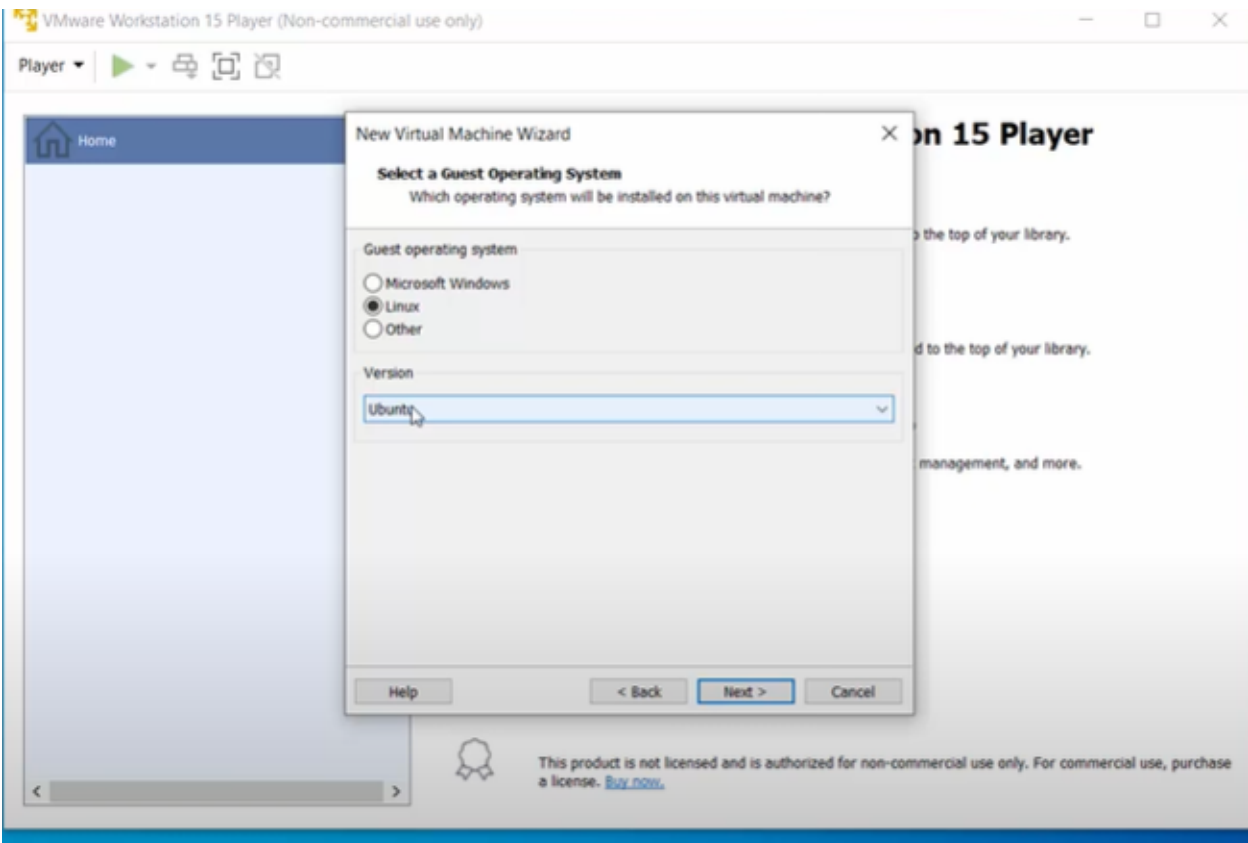 VMware Workstation 15 Player (Non-commercial use only)
Player
Home
New Virtual Machine Wizard
on 15 Player
Select a Guest Operating System
Which operating system will be installed on this virtual machine?
the top of your library.
Guest operating system
Microsoft Windows
Linux
Other
d to the top of your library.
Version
Ubuntu
management, and more.
Help
< Back
Next >
Cancel
This product is not licensed and is authorized for non-commercial use only. For commercial use, purchase
a license. Buy now.